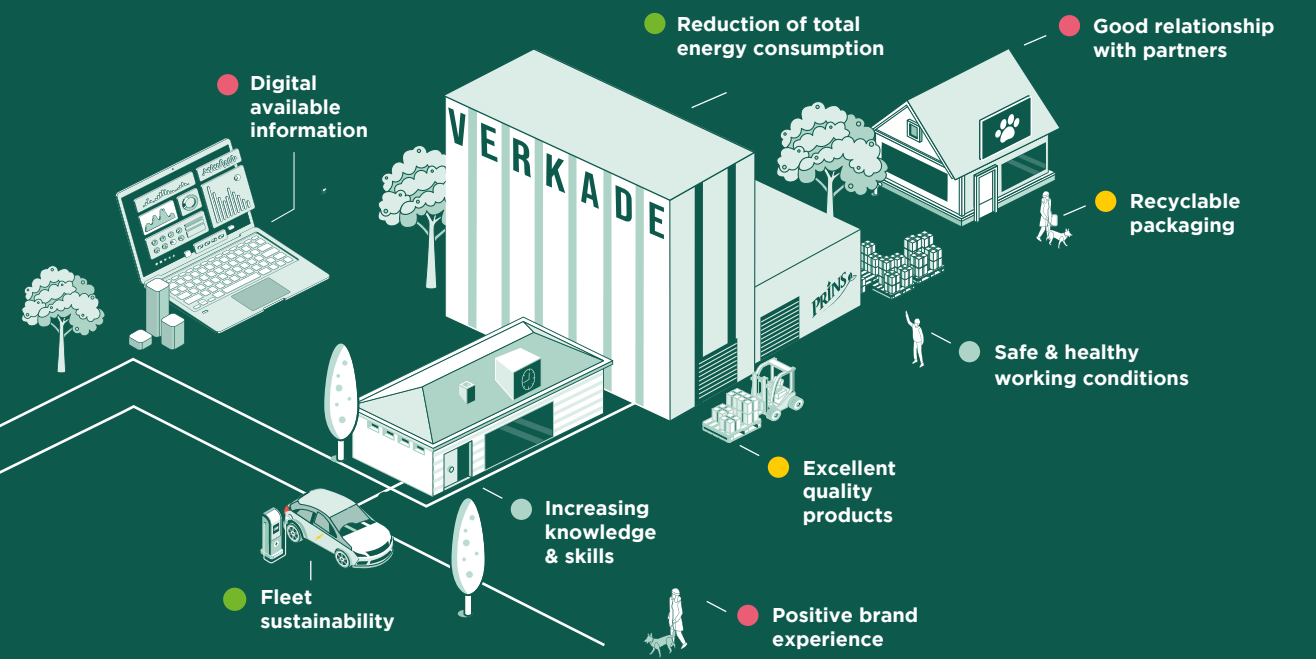 Reduction of total
energy consumption
Good relationship
with partners
Digital
available
information
VERKADE
Recyclable
packaging
PRINS
Safe & healthy
working conditions
Excellent
quality
products
Increasing
knowledge
& skills
Fleet
sustainability
Positive brand
experience